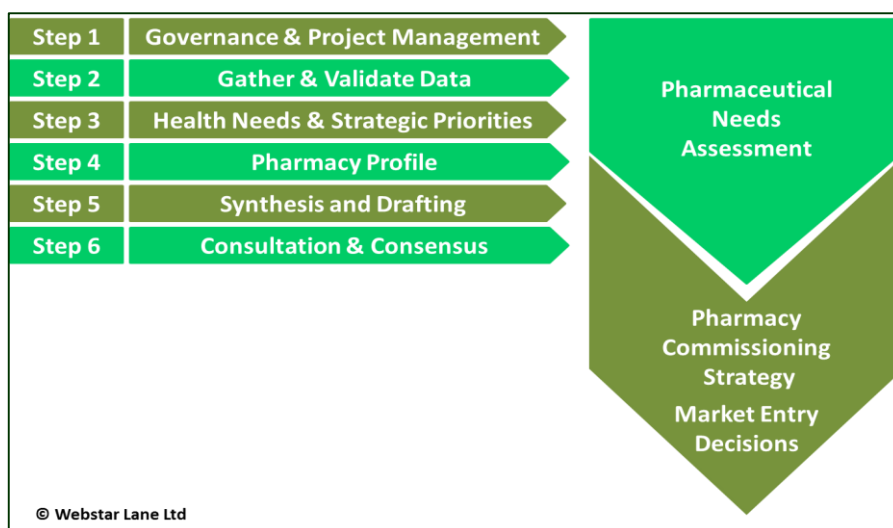 Step 1 Governance & Project Management
Step 2 Gather & Validate Data
Step 3 Health Needs & Strategic Priorities
Step 4 Pharmacy Profile
Step 5 Synthesis and Drafting
Step 6 Consultation & Consensus
Pharmaceutical
Needs
Assessment
Pharmacy
Commissioning
Strategy
Market Entry
Decisions
© Webstar Lane Ltd